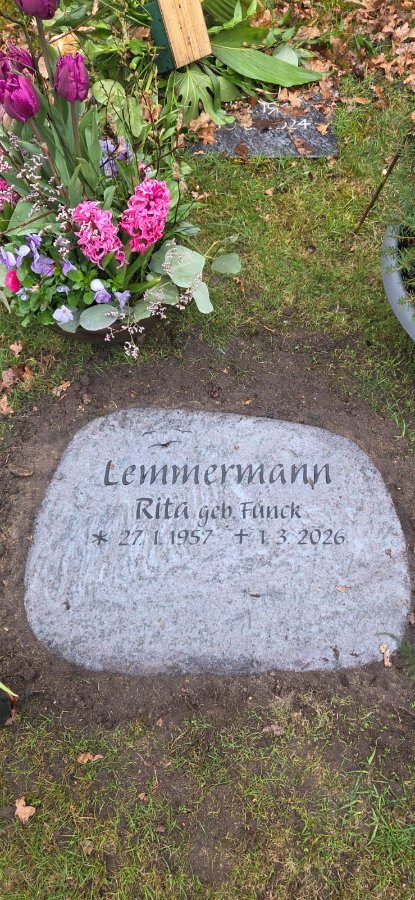 Lemmermann
Rita geb Funck
* 27. 1. 1957 † 1. 3. 2026